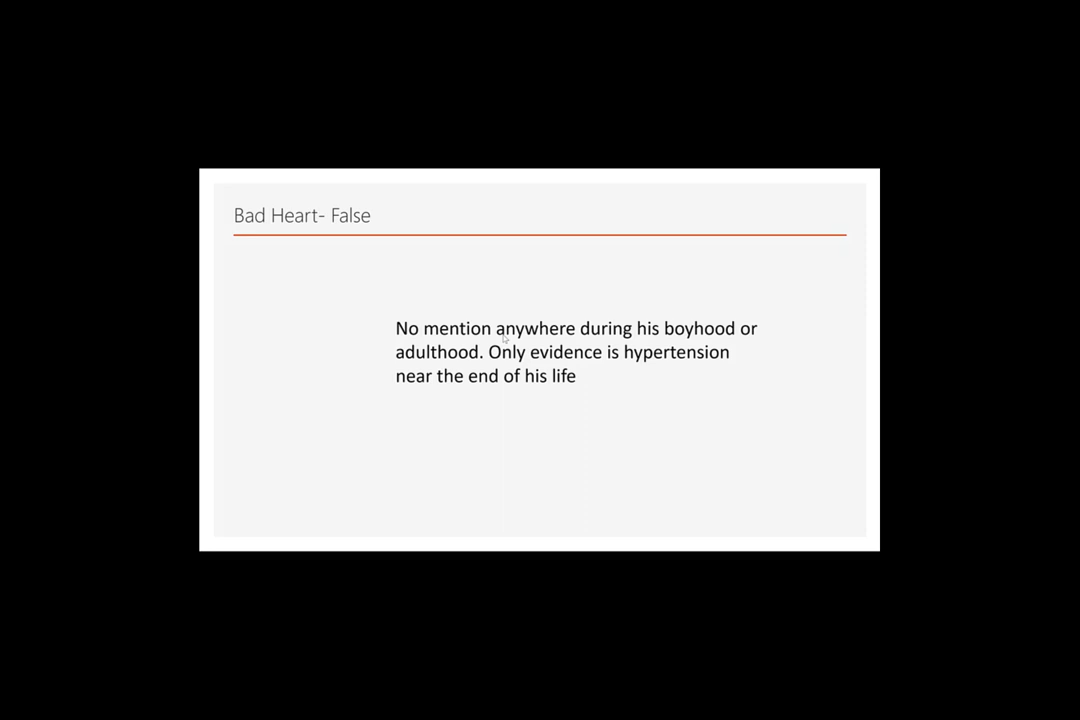 Bad Heart- False
No mention anywhere during his boyhood or
adulthood. Only evidence is hypertension
near the end of his life